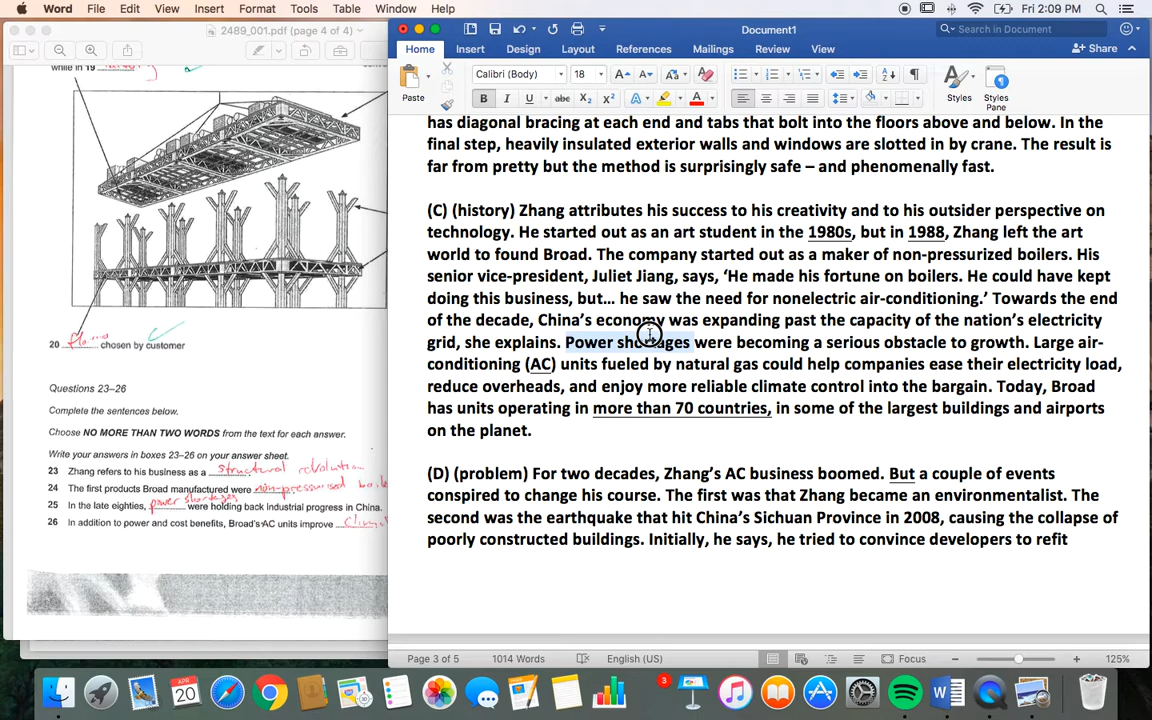 Word File Edit View Insert Format Tools Table Window Help
Fri 2:09 PM
2489_001.pdf (page 4 of 4)
while in 19
20 chosen by customer
Questions 23–26
Complete the sentences below.
Choose NO MORE THAN TWO WORDS from the text for each answer.
Write your answers in boxes 23–26 on your answer sheet.
23 Zhang refers to his business as a structural revolution
24 The first products Broad manufactured were non-pressurised boile
25 In the late eighties, power shortages were holding back industrial progress in China.
26 In addition to power and cost benefits, Broad's AC units improve clim
Document1
Search in Document
Home Insert Design Layout References Mailings Review View
Share
Paste
Calibri (Body) 18
Styles
Styles Pane
has diagonal bracing at each end and tabs that bolt into the floors above and below. In the
final step, heavily insulated exterior walls and windows are slotted in by crane. The result is
far from pretty but the method is surprisingly safe – and phenomenally fast.
(C) (history) Zhang attributes his success to his creativity and to his outsider perspective on
technology. He started out as an art student in the 1980s, but in 1988, Zhang left the art
world to found Broad. The company started out as a maker of non-pressurized boilers. His
senior vice-president, Juliet Jiang, says, ‘He made his fortune on boilers. He could have kept
doing this business, but… he saw the need for nonelectric air-conditioning.’ Towards the end
of the decade, China’s economy was expanding past the capacity of the nation’s electricity
grid, she explains. Power shortages were becoming a serious obstacle to growth. Large air-
conditioning (AC) units fueled by natural gas could help companies ease their electricity load,
reduce overheads, and enjoy more reliable climate control into the bargain. Today, Broad
has units operating in more than 70 countries, in some of the largest buildings and airports
on the planet.
(D) (problem) For two decades, Zhang’s AC business boomed. But a couple of events
conspired to change his course. The first was that Zhang became an environmentalist. The
second was the earthquake that hit China’s Sichuan Province in 2008, causing the collapse of
poorly constructed buildings. Initially, he says, he tried to convince developers to refit
Page 3 of 5 1014 Words English (US) Focus 125%
APR
20
3